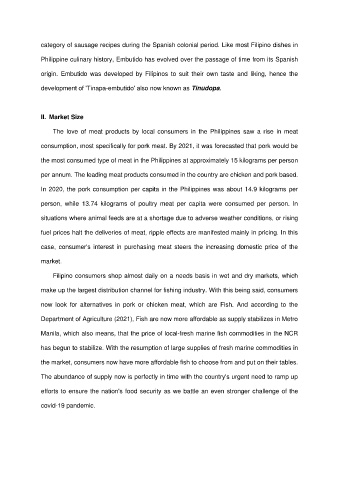 category of sausage recipes during the Spanish colonial period. Like most Filipino dishes in
Philippine culinary history, Embutido has evolved over the passage of time from its Spanish
origin. Embutido was developed by Filipinos to suit their own taste and liking, hence the
development of 'Tinapa-embutido' also now known as Tinudopa.
II. Market Size
The love of meat products by local consumers in the Philippines saw a rise in meat
consumption, most specifically for pork meat. By 2021, it was forecasted that pork would be
the most consumed type of meat in the Philippines at approximately 15 kilograms per person
per annum. The leading meat products consumed in the country are chicken and pork based.
In 2020, the pork consumption per capita in the Philippines was about 14.9 kilograms per
person, while 13.74 kilograms of poultry meat per capita were consumed per person. In
situations where animal feeds are at a shortage due to adverse weather conditions, or rising
fuel prices halt the deliveries of meat, ripple effects are manifested mainly in pricing. In this
case, consumer's interest in purchasing meat steers the increasing domestic price of the
market.
Filipino consumers shop almost daily on a needs basis in wet and dry markets, which
make up the largest distribution channel for fishing industry. With this being said, consumers
now look for alternatives in pork or chicken meat, which are Fish. And according to the
Department of Agriculture (2021), Fish are now more affordable as supply stabilizes in Metro
Manila, which also means, that the price of local-fresh marine fish commodities in the NCR
has begun to stabilize. With the resumption of large supplies of fresh marine commodities in
the market, consumers now have more affordable fish to choose from and put on their tables.
The abundance of supply now is perfectly in time with the country's urgent need to ramp up
efforts to ensure the nation's food security as we battle an even stronger challenge of the
covid-19 pandemic.